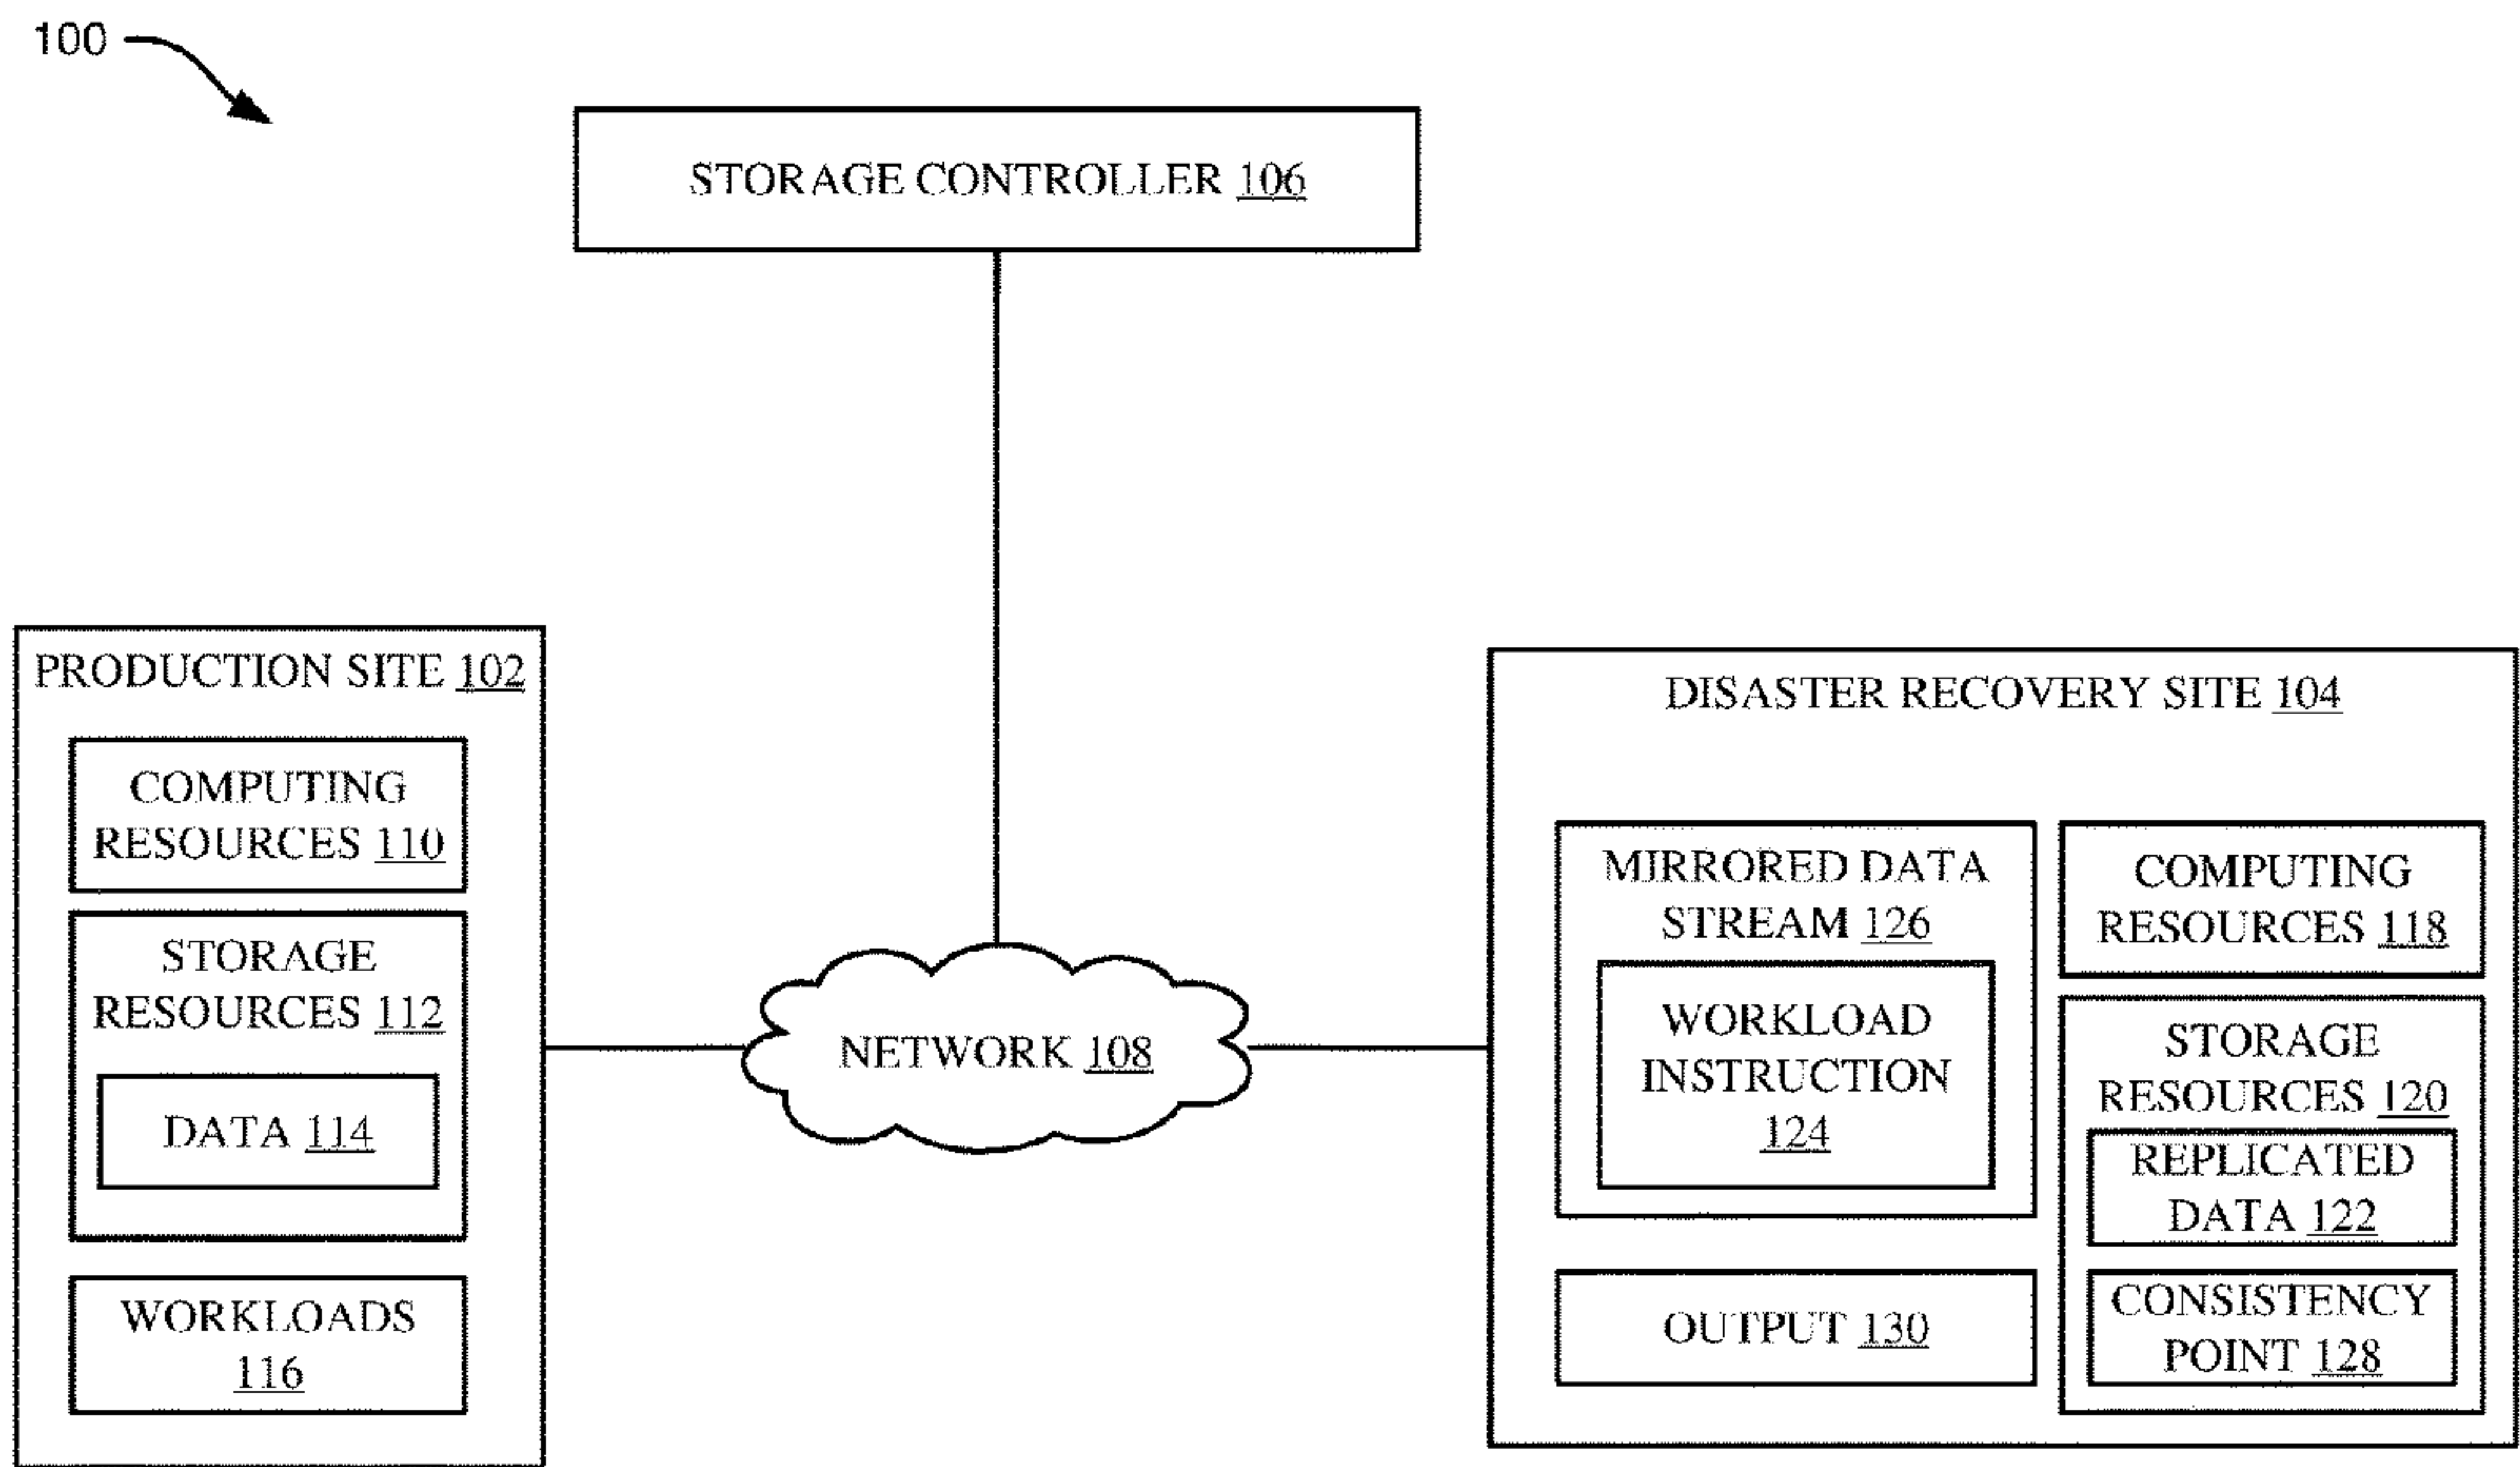 100
STORAGE CONTROLLER 106
PRODUCTION SITE 102
COMPUTING
RESOURCES 110
STORAGE
RESOURCES 112
DATA 114
WORKLOADS
116
NETWORK 108
DISASTER RECOVERY SITE 104
MIRRORED DATA
STREAM 126
WORKLOAD
INSTRUCTION
124
OUTPUT 130
COMPUTING
RESOURCES 118
STORAGE
RESOURCES 120
REPLICATED
DATA 122
CONSISTENCY
POINT 128